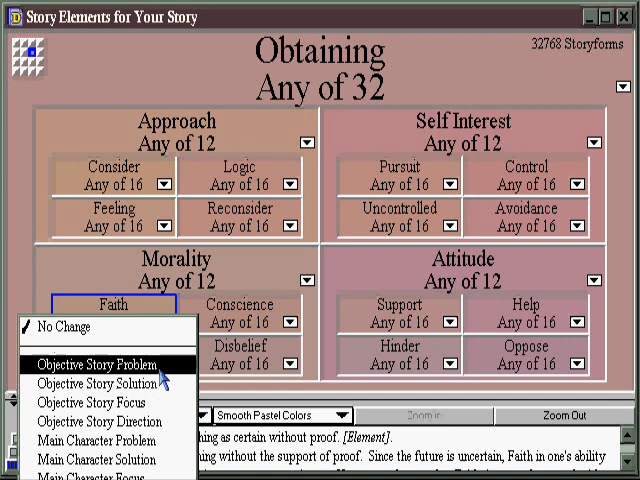 Story Elements for Your Story
Obtaining
Any of 32
32768 Storyforms
Approach
Any of 12
Self Interest
Any of 12
Consider
Any of 16
Logic
Any of 16
Pursuit
Any of 16
Control
Any of 16
Feeling
Any of 16
Reconsider
Any of 16
Uncontrolled
Any of 16
Avoidance
Any of 16
Morality
Any of 12
Attitude
Any of 12
Faith
Conscience
Any of 16
Support
Any of 16
Help
Any of 16
Disbelief
Any of 16
Hinder
Any of 16
Oppose
Any of 16
No Change
Objective Story Problem
Objective Story Solution
Objective Story Focus
Objective Story Direction
Main Character Problem
Main Character Solution
Main Character Focus
Smooth Pastel Colors
Zoom In
Zoom Out
hing as certain without proof. [Element].
ning without the support of proof. Since the future is uncertain, Faith in one's ability